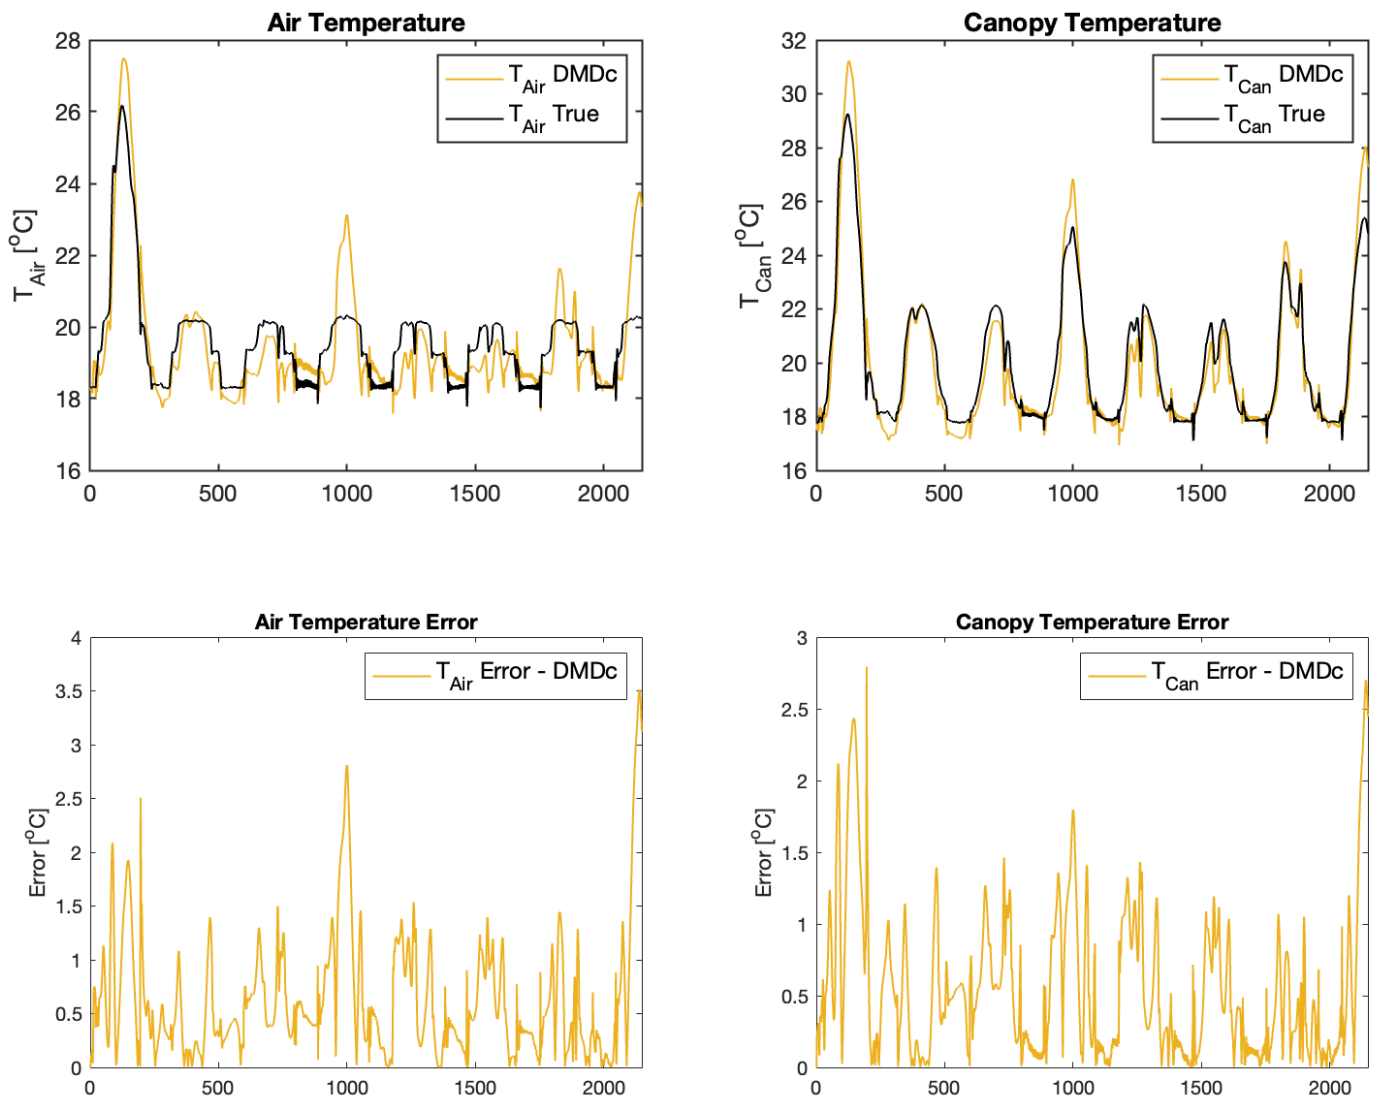 Air Temperature
28
26
24
22
20
18
16
T_Air [°C]
T_Air DMDc
T_Air True
0 500 1000 1500 2000
Canopy Temperature
32
30
28
26
24
22
20
18
16
T_Can [°C]
T_Can DMDc
T_Can True
0 500 1000 1500 2000
Air Temperature Error
4
3.5
3
2.5
2
1.5
1
0.5
0
Error [°C]
T_Air Error - DMDc
0 500 1000 1500 2000
Canopy Temperature Error
3
2.5
2
1.5
1
0.5
0
Error [°C]
T_Can Error - DMDc
0 500 1000 1500 2000